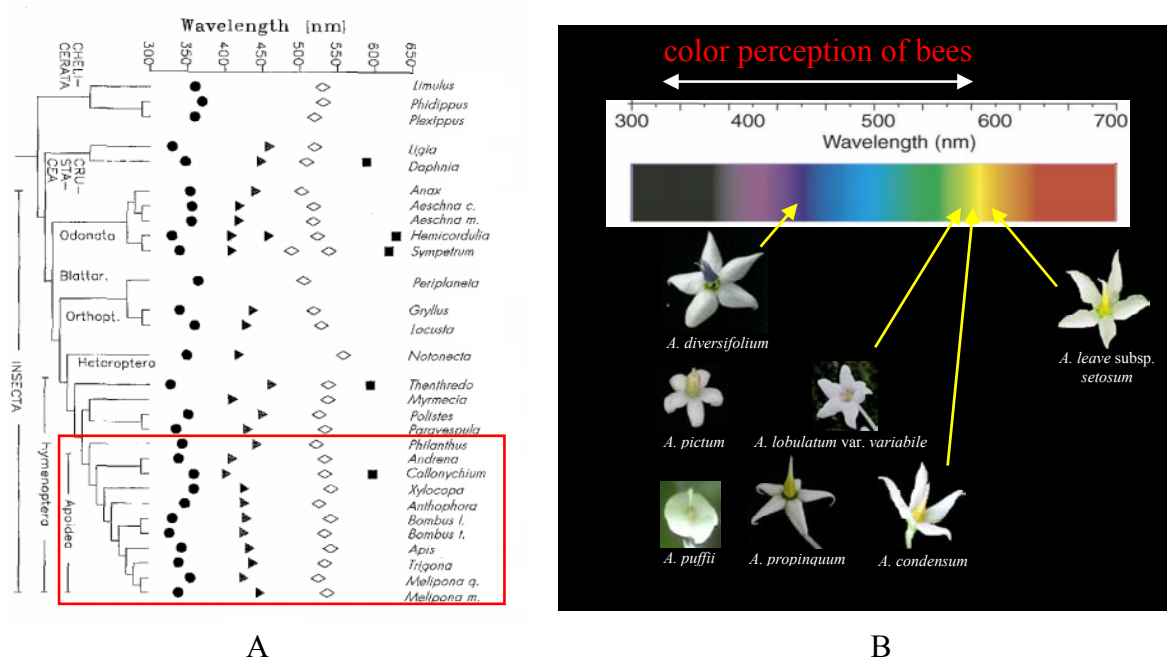 Wavelength [nm]
300
350
400
450
500
550
600
650
CHELI-
CERATA
CRU-
STA-
CEA
INSECTA
hymenoptera
Apoidea
Odonata
Blattar.
Orthopt.
Heteroptera
Limulus
Phidippus
Plexippus
Ligia
Daphnia
Anax
Aeschna c.
Aeschna m.
Hemicordulia
Sympetrum
Periplaneta
Gryllus
Locusta
Notonecta
Thenthredo
Myrmecia
Polistes
Paravespula
Philanthus
Andrena
Callonychium
Xylocopa
Anthophora
Bombus l.
Bombus t.
Apis
Trigona
Melipona q.
Melipona m.
A
color perception of bees
300 400 500 600 700
Wavelength (nm)
A. diversifolium
A. leave subsp.
setosum
A. pictum
A. lobulatum var. variabile
A. puffii
A. propinquum
A. condensum
B